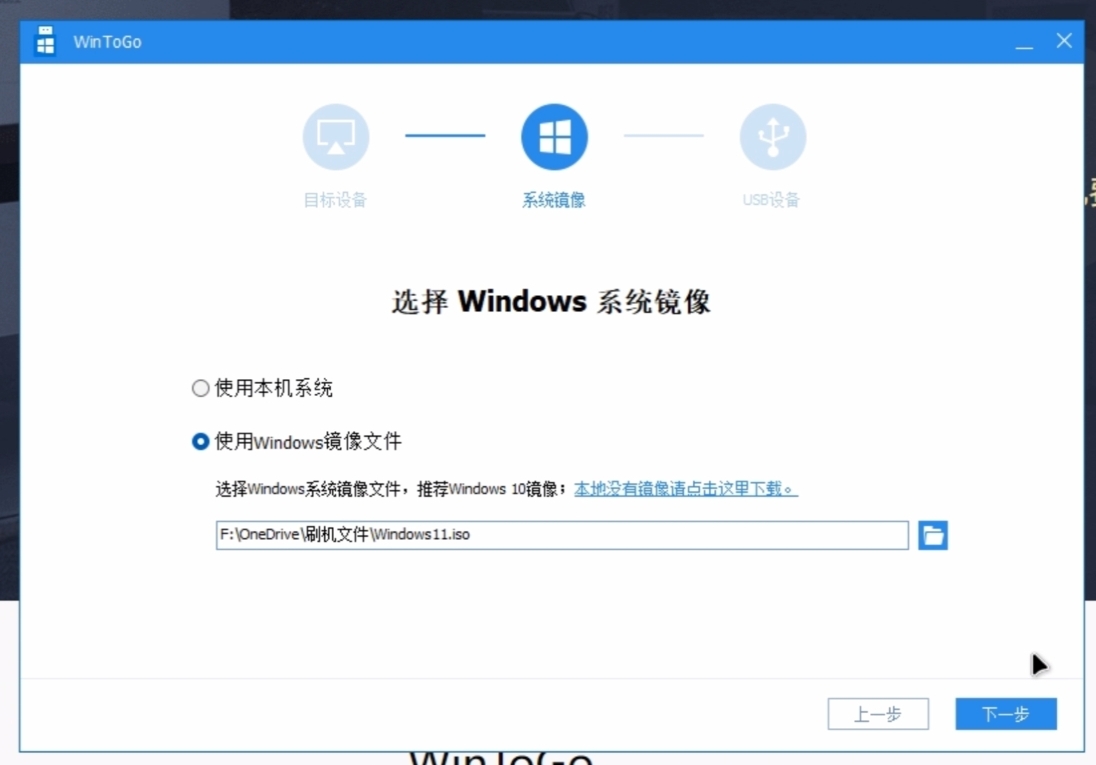 WinToGo
目标设备
系统镜像
USB设备
选择 Windows 系统镜像
使用本机系统
使用Windows镜像文件
选择Windows系统镜像文件，推荐Windows 10镜像；本地没有镜像请点击这里下载。
F:\OneDrive\刷机文件\Windows11.iso
上一步
下一步
WinToGo